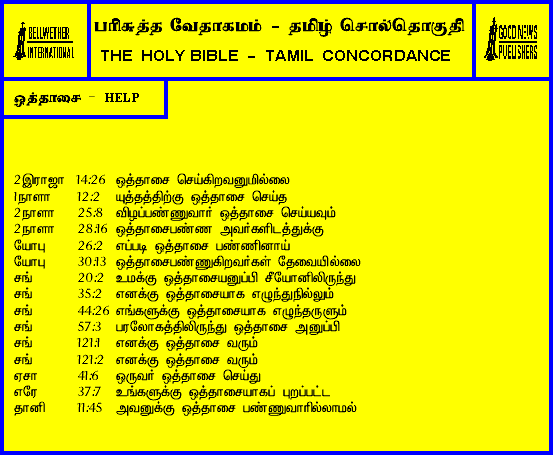 BELLWETHER
INTERNATIONAL
பரிசுத்த வேதாகமம் - தமிழ் சொல்தொகுதி
THE HOLY BIBLE - TAMIL CONCORDANCE
GOOD NEWS
PUBLISHERS
ஒத்தாசை - HELP
2இராஜா 14:26 ஒத்தாசை செய்கிறவனுமில்லை
1நாளா 12:2 யுத்தத்திற்கு ஒத்தாசை செய்த
2நாளா 25:8 விழப்பண்ணுவார் ஒத்தாசை செய்யவும்
2நாளா 28:16 ஒத்தாசைபண்ண அவர்களிடத்துக்கு
யோபு 26:2 எப்படி ஒத்தாசை பண்ணினாய்
யோபு 30:13 ஒத்தாசைபண்ணுகிறவர்கள் தேவையில்லை
சங் 20:2 உமக்கு ஒத்தாசையனுப்பி சீயோனிலிருந்து
சங் 35:2 எனக்கு ஒத்தாசையாக எழுந்துநில்லும்
சங் 44:26 எங்களுக்கு ஒத்தாசையாக எழுந்தருளும்
சங் 57:3 பரலோகத்திலிருந்து ஒத்தாசை அனுப்பி
சங் 121:1 எனக்கு ஒத்தாசை வரும்
சங் 121:2 எனக்கு ஒத்தாசை வரும்
ஏசா 41:6 ஒருவர் ஒத்தாசை செய்து
எரே 37:7 உங்களுக்கு ஒத்தாசையாகப் புறப்பட்ட
தானி 11:45 அவனுக்கு ஒத்தாசை பண்ணுவாரில்லாமல்